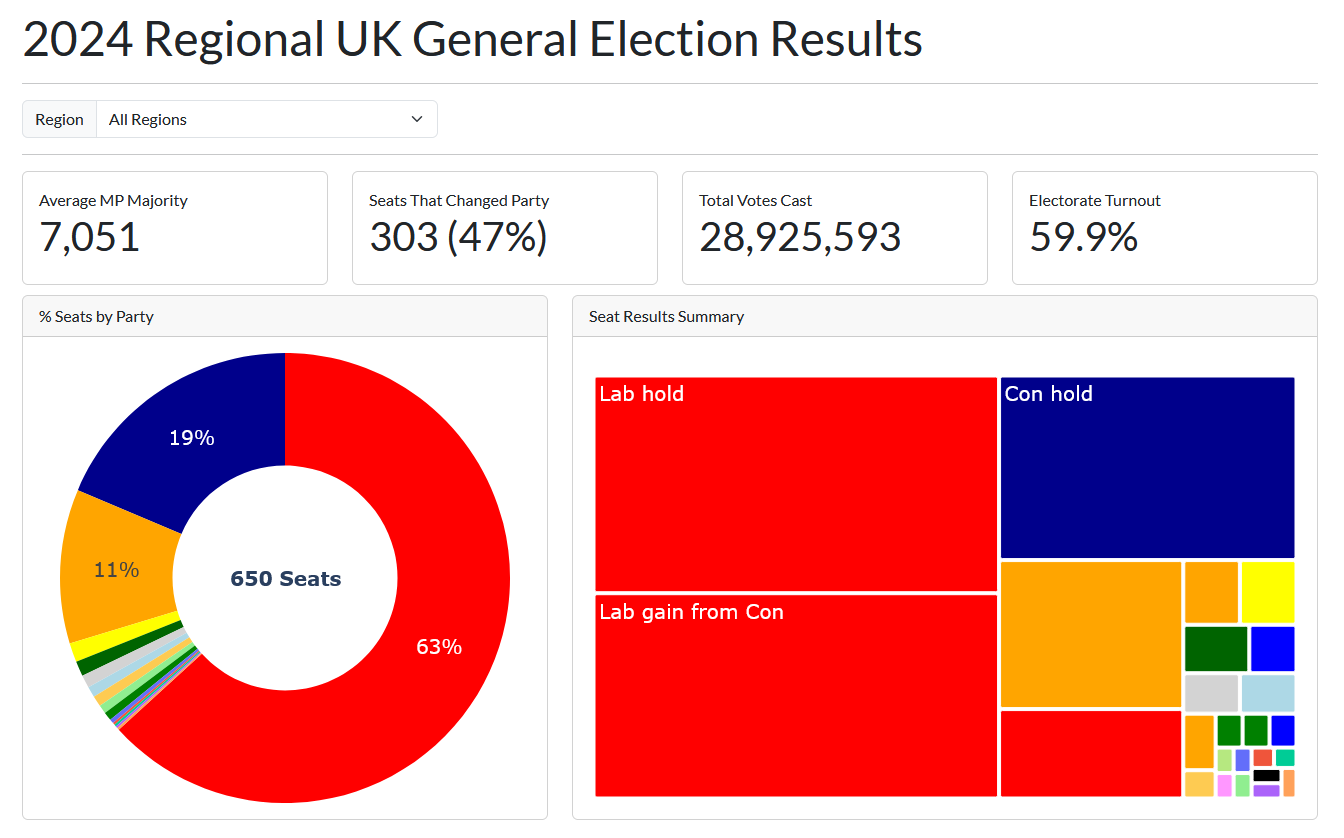 2024 Regional UK General Election Results
Region All Regions
Average MP Majority
7,051
Seats That Changed Party
303 (47%)
Total Votes Cast
28,925,593
Electorate Turnout
59.9%
% Seats by Party
19%
11%
650 Seats
63%
Seat Results Summary
Lab hold
Con hold
Lab gain from Con